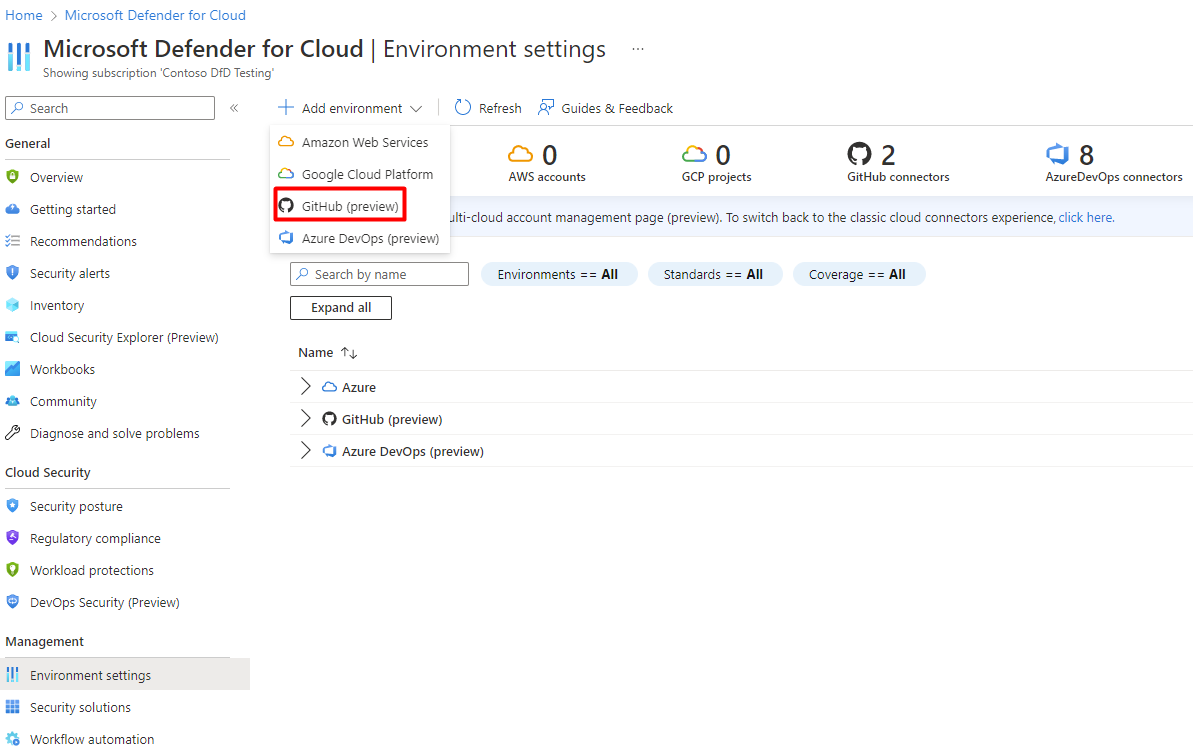 Home > Microsoft Defender for Cloud
Microsoft Defender for Cloud | Environment settings ...
Showing subscription 'Contoso DfD Testing'
Search
«
General
Overview
Getting started
Recommendations
Security alerts
Inventory
Cloud Security Explorer (Preview)
Workbooks
Community
Diagnose and solve problems
Cloud Security
Security posture
Regulatory compliance
Workload protections
DevOps Security (Preview)
Management
Environment settings
Security solutions
Workflow automation
Add environment
Refresh
Guides & Feedback
Amazon Web Services
Google Cloud Platform
GitHub (preview)
Azure DevOps (preview)
0
AWS accounts
0
GCP projects
2
GitHub connectors
8
AzureDevOps connectors
ulti-cloud account management page (preview). To switch back to the classic cloud connectors experience, click here.
Search by name
Environments == All
Standards == All
Coverage == All
Expand all
Name ↑↓
Azure
GitHub (preview)
Azure DevOps (preview)